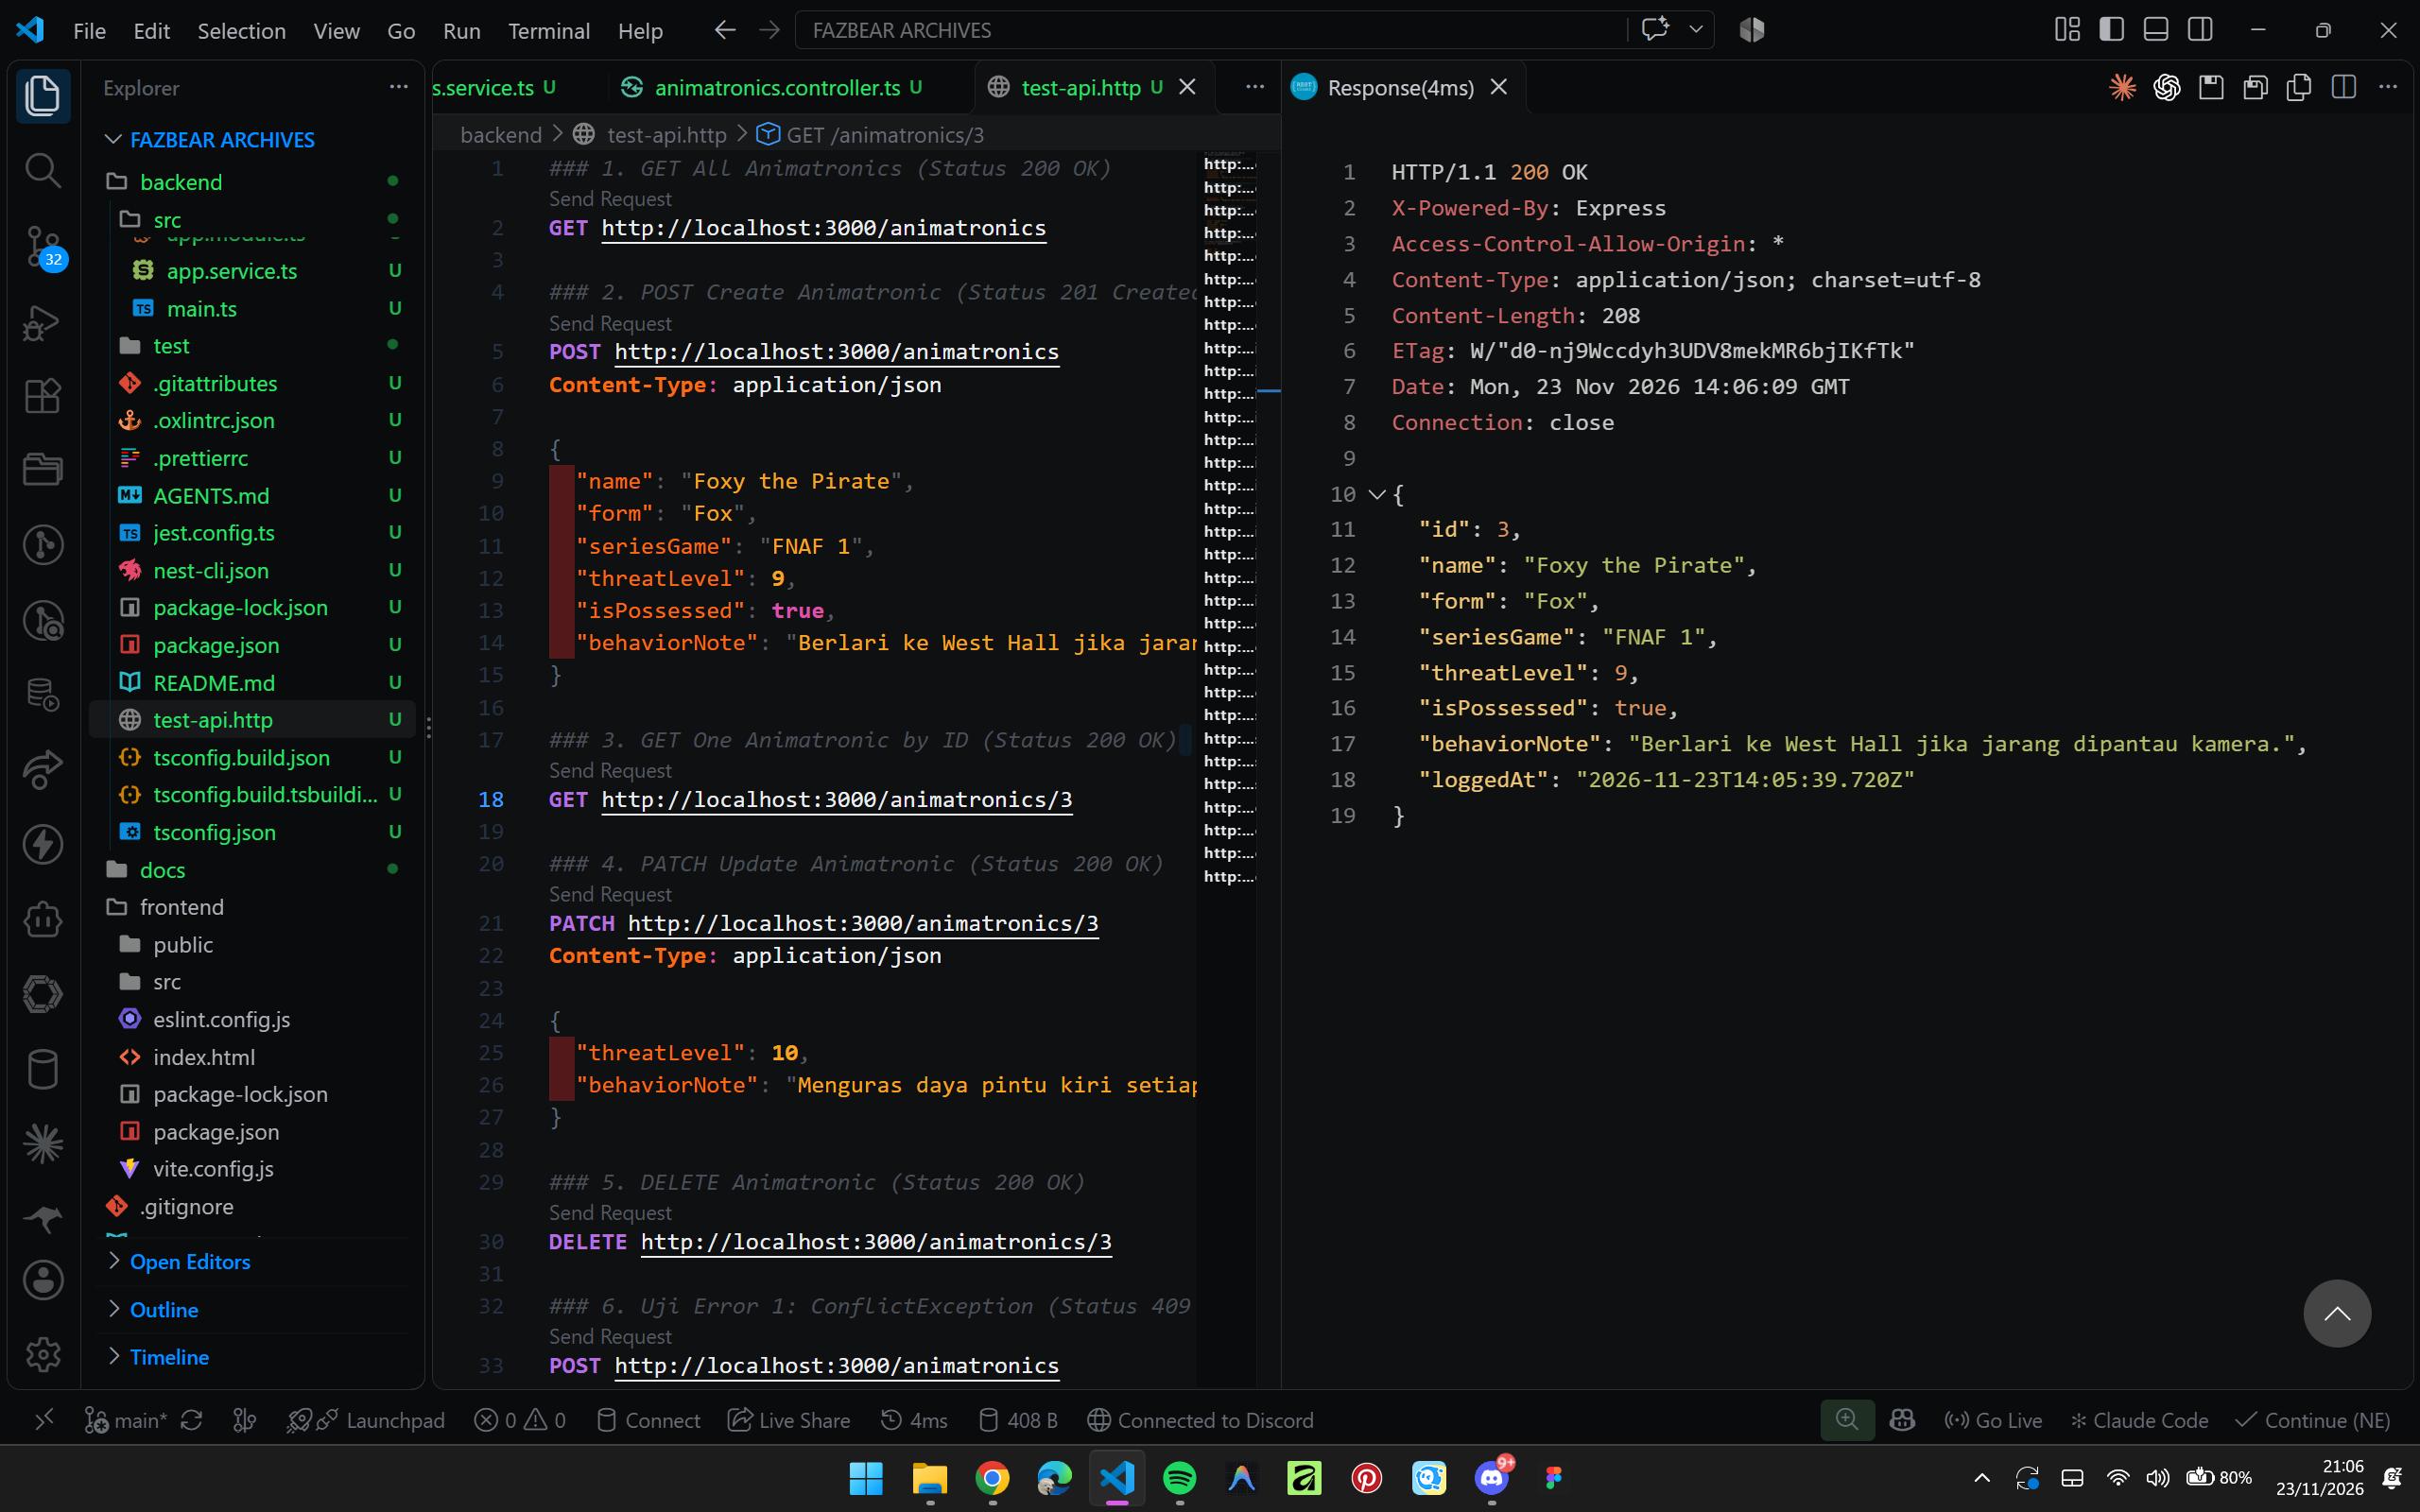 File Edit Selection View Go Run Terminal Help
FAZBEAR ARCHIVES
Explorer
FAZBEAR ARCHIVES
backend
src
app.service.ts U
main.ts U
test
.gitattributes U
.oxlintrc.json U
.prettierrc U
AGENTS.md U
jest.config.ts U
nest-cli.json U
package-lock.json U
package.json U
README.md U
test-api.http U
tsconfig.build.json U
tsconfig.build.tsbuildi... U
tsconfig.json U
docs
frontend
public
src
eslint.config.js
index.html
package-lock.json
package.json
vite.config.js
.gitignore
Open Editors
Outline
Timeline
32
s.service.ts U animatronics.controller.ts U test-api.http U
backend > test-api.http > GET /animatronics/3
1 ### 1. GET All Animatronics (Status 200 OK)
Send Request
2 GET http://localhost:3000/animatronics
3
4 ### 2. POST Create Animatronic (Status 201 Created
Send Request
5 POST http://localhost:3000/animatronics
6 Content-Type: application/json
7
8 {
9 "name": "Foxy the Pirate",
10 "form": "Fox",
11 "seriesGame": "FNAF 1",
12 "threatLevel": 9,
13 "isPossessed": true,
14 "behaviorNote": "Berlari ke West Hall jika jaran
15 }
16
17 ### 3. GET One Animatronic by ID (Status 200 OK)
Send Request
18 GET http://localhost:3000/animatronics/3
19
20 ### 4. PATCH Update Animatronic (Status 200 OK)
Send Request
21 PATCH http://localhost:3000/animatronics/3
22 Content-Type: application/json
23
24 {
25 "threatLevel": 10,
26 "behaviorNote": "Menguras daya pintu kiri setiap
27 }
28
29 ### 5. DELETE Animatronic (Status 200 OK)
Send Request
30 DELETE http://localhost:3000/animatronics/3
31
32 ### 6. Uji Error 1: ConflictException (Status 409
Send Request
33 POST http://localhost:3000/animatronics
Response(4ms)
1 HTTP/1.1 200 OK
2 X-Powered-By: Express
3 Access-Control-Allow-Origin: *
4 Content-Type: application/json; charset=utf-8
5 Content-Length: 208
6 ETag: W/"d0-nj9Wccdyh3UDV8mekMR6bjIKfTk"
7 Date: Mon, 23 Nov 2026 14:06:09 GMT
8 Connection: close
9
10 {
11 "id": 3,
12 "name": "Foxy the Pirate",
13 "form": "Fox",
14 "seriesGame": "FNAF 1",
15 "threatLevel": 9,
16 "isPossessed": true,
17 "behaviorNote": "Berlari ke West Hall jika jarang dipantau kamera.",
18 "loggedAt": "2026-11-23T14:05:39.720Z"
19 }
main* Launchpad 0 0 Connect Live Share 4ms 408 B Connected to Discord Go Live Claude Code Continue (NE)
9+
80% 21:06
23/11/2026